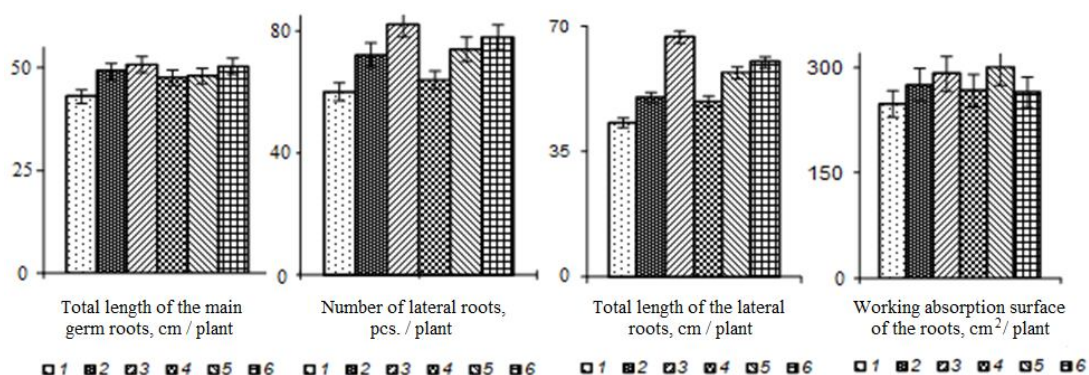 50
25
0
Total length of the main
germ roots, cm / plant
1 2 3 4 5 6
80
40
0
Number of lateral roots,
pcs. / plant
1 2 3 4 5 6
70
35
0
Total length of the lateral
roots, cm / plant
1 2 3 4 5 6
300
150
0
Working absorption surface
of the roots, cm²/ plant
1 2 3 4 5 6